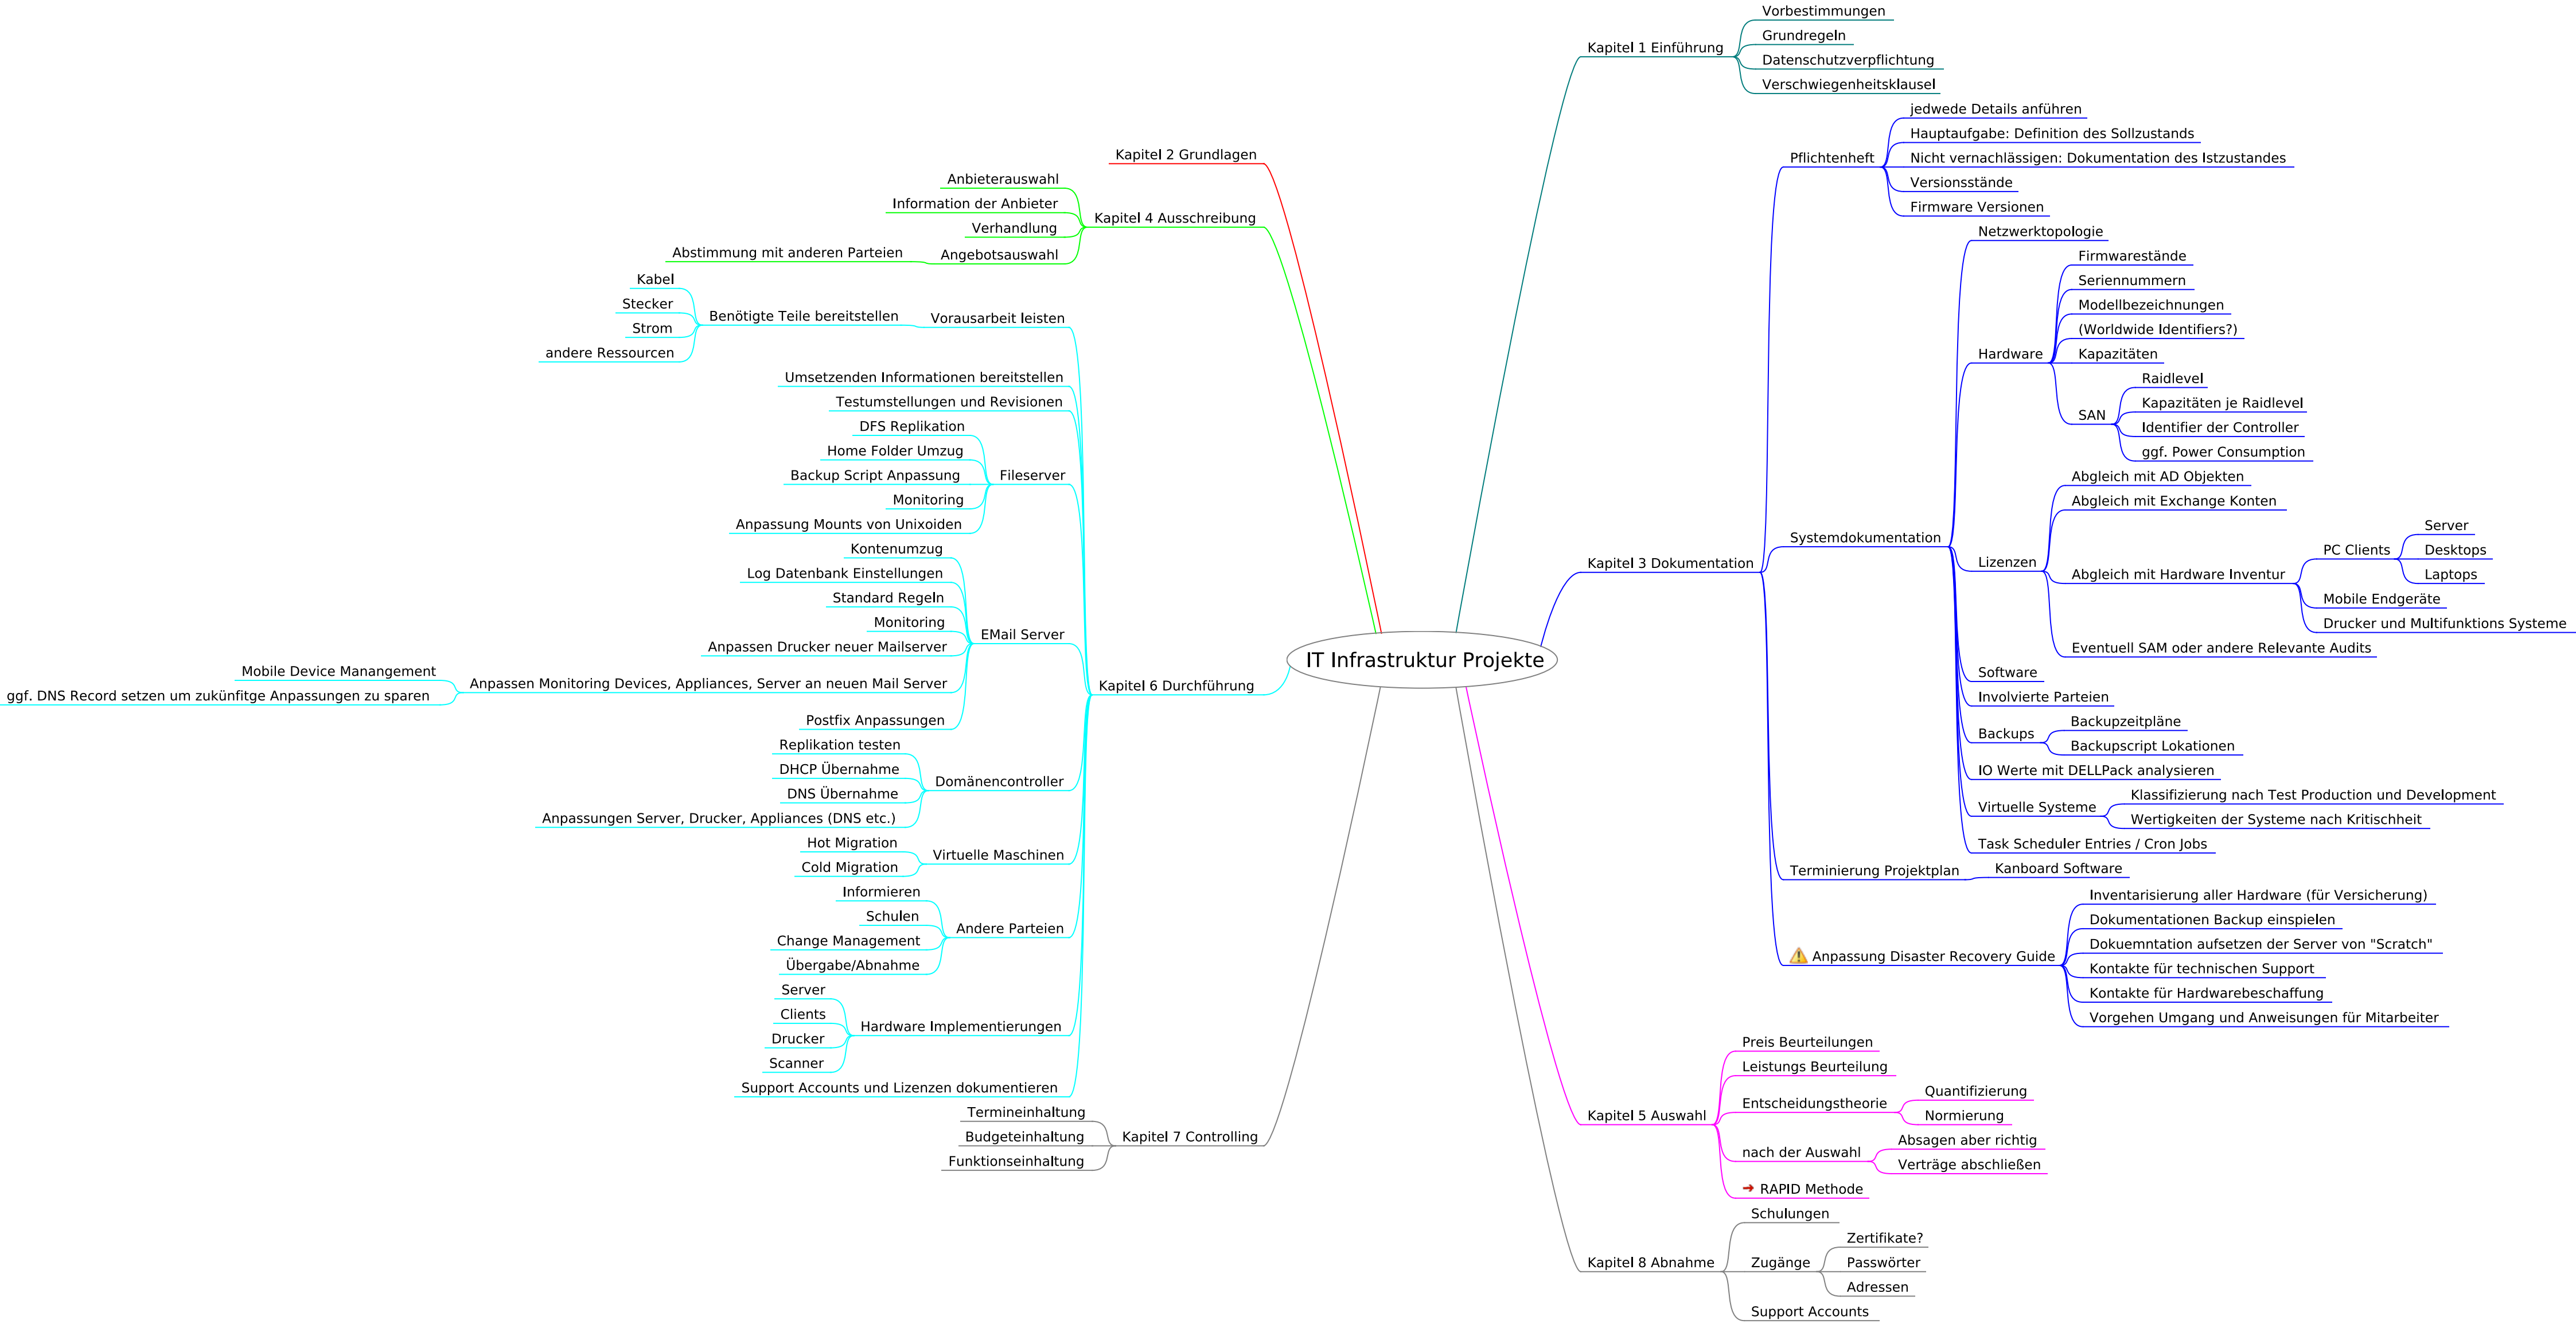 IT Infrastruktur Projekte
Kapitel 1 Einführung
Vorbestimmungen
Grundregeln
Datenschutzverpflichtung
Verschwiegenheitsklausel
Kapitel 2 Grundlagen
Kapitel 3 Dokumentation
Pflichtenheft
jedwede Details anführen
Hauptaufgabe: Definition des Sollzustands
Nicht vernachlässigen: Dokumentation des Istzustandes
Versionsstände
Firmware Versionen
Systemdokumentation
Netzwerktopologie
Hardware
Firmwarestände
Seriennummern
Modellbezeichnungen
(Worldwide Identifiers?)
Kapazitäten
SAN
Raidlevel
Kapazitäten je Raidlevel
Identifier der Controller
ggf. Power Consumption
Lizenzen
Abgleich mit AD Objekten
Abgleich mit Exchange Konten
Abgleich mit Hardware Inventur
PC Clients
Server
Desktops
Laptops
Mobile Endgeräte
Drucker und Multifunktions Systeme
Eventuell SAM oder andere Relevante Audits
Software
Involvierte Parteien
Backups
Backupzeitpläne
Backupscript Lokationen
IO Werte mit DELLPack analysieren
Virtuelle Systeme
Klassifizierung nach Test Production und Development
Wertigkeiten der Systeme nach Kritischheit
Task Scheduler Entries / Cron Jobs
Terminierung Projektplan
Kanboard Software
Anpassung Disaster Recovery Guide
Inventarisierung aller Hardware (für Versicherung)
Dokumentationen Backup einspielen
Dokuemntation aufsetzen der Server von "Scratch"
Kontakte für technischen Support
Kontakte für Hardwarebeschaffung
Vorgehen Umgang und Anweisungen für Mitarbeiter
Kapitel 4 Ausschreibung
Anbieterauswahl
Information der Anbieter
Verhandlung
Angebotsauswahl
Abstimmung mit anderen Parteien
Kapitel 5 Auswahl
Preis Beurteilungen
Leistungs Beurteilung
Entscheidungstheorie
Quantifizierung
Normierung
nach der Auswahl
Absagen aber richtig
Verträge abschließen
RAPID Methode
Kapitel 6 Durchführung
Vorausarbeit leisten
Benötigte Teile bereitstellen
Kabel
Stecker
Strom
andere Ressourcen
Umsetzenden Informationen bereitstellen
Testumstellungen und Revisionen
Fileserver
DFS Replikation
Home Folder Umzug
Backup Script Anpassung
Monitoring
Anpassung Mounts von Unixoiden
EMail Server
Kontenumzug
Log Datenbank Einstellungen
Standard Regeln
Monitoring
Anpassen Drucker neuer Mailserver
Anpassen Monitoring Devices, Appliances, Server an neuen Mail Server
Mobile Device Manangement
ggf. DNS Record setzen um zukünfitge Anpassungen zu sparen
Postfix Anpassungen
Domänencontroller
Replikation testen
DHCP Übernahme
DNS Übernahme
Anpassungen Server, Drucker, Appliances (DNS etc.)
Virtuelle Maschinen
Hot Migration
Cold Migration
Andere Parteien
Informieren
Schulen
Change Management
Übergabe/Abnahme
Hardware Implementierungen
Server
Clients
Drucker
Scanner
Support Accounts und Lizenzen dokumentieren
Kapitel 7 Controlling
Termineinhaltung
Budgeteinhaltung
Funktionseinhaltung
Kapitel 8 Abnahme
Schulungen
Zugänge
Zertifikate?
Passwörter
Adressen
Support Accounts